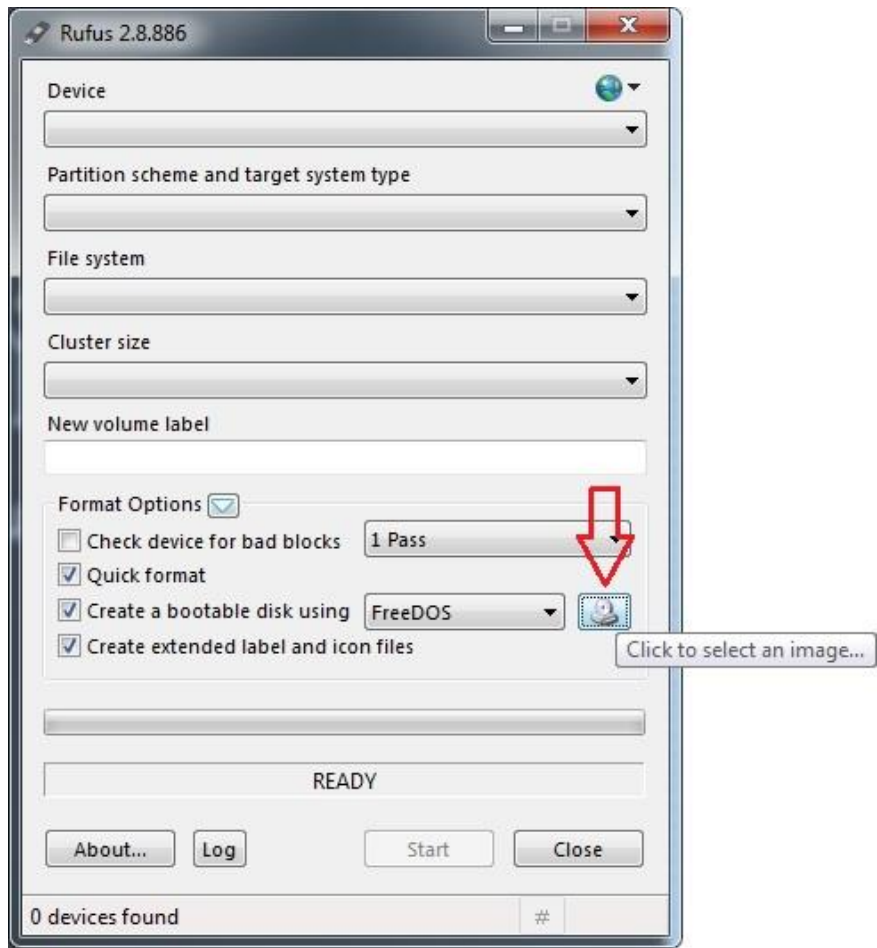 Rufus 2.8.886
Device
Partition scheme and target system type
File system
Cluster size
New volume label
Format Options
Check device for bad blocks 1 Pass
Quick format
Create a bootable disk using FreeDOS
Create extended label and icon files
Click to select an image...
READY
About... Log Start Close
0 devices found #